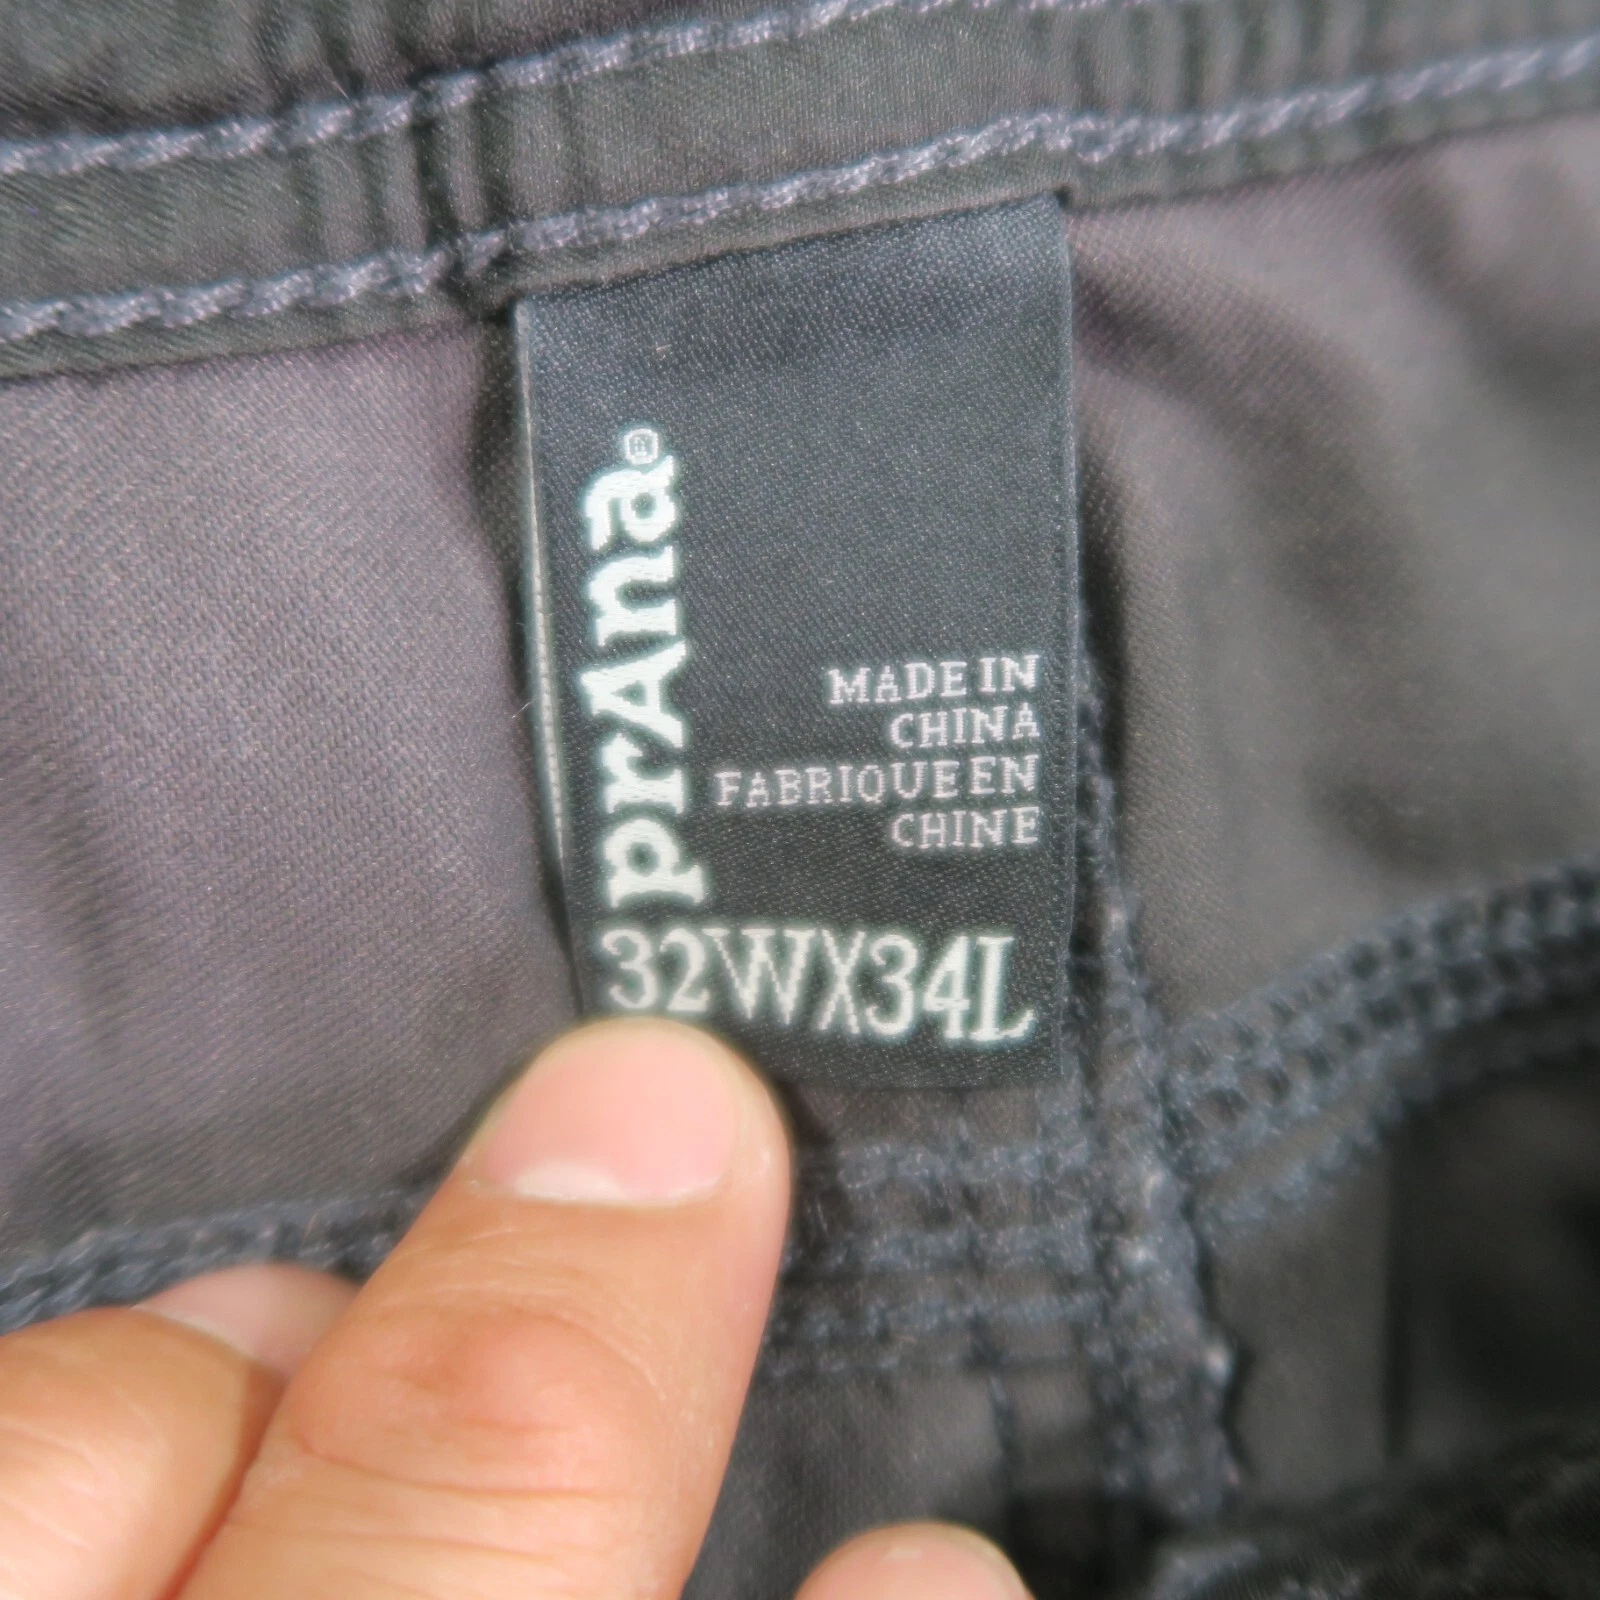 prAna®
MADE IN
CHINA
FABRIQUE EN
CHINE
32WX34L